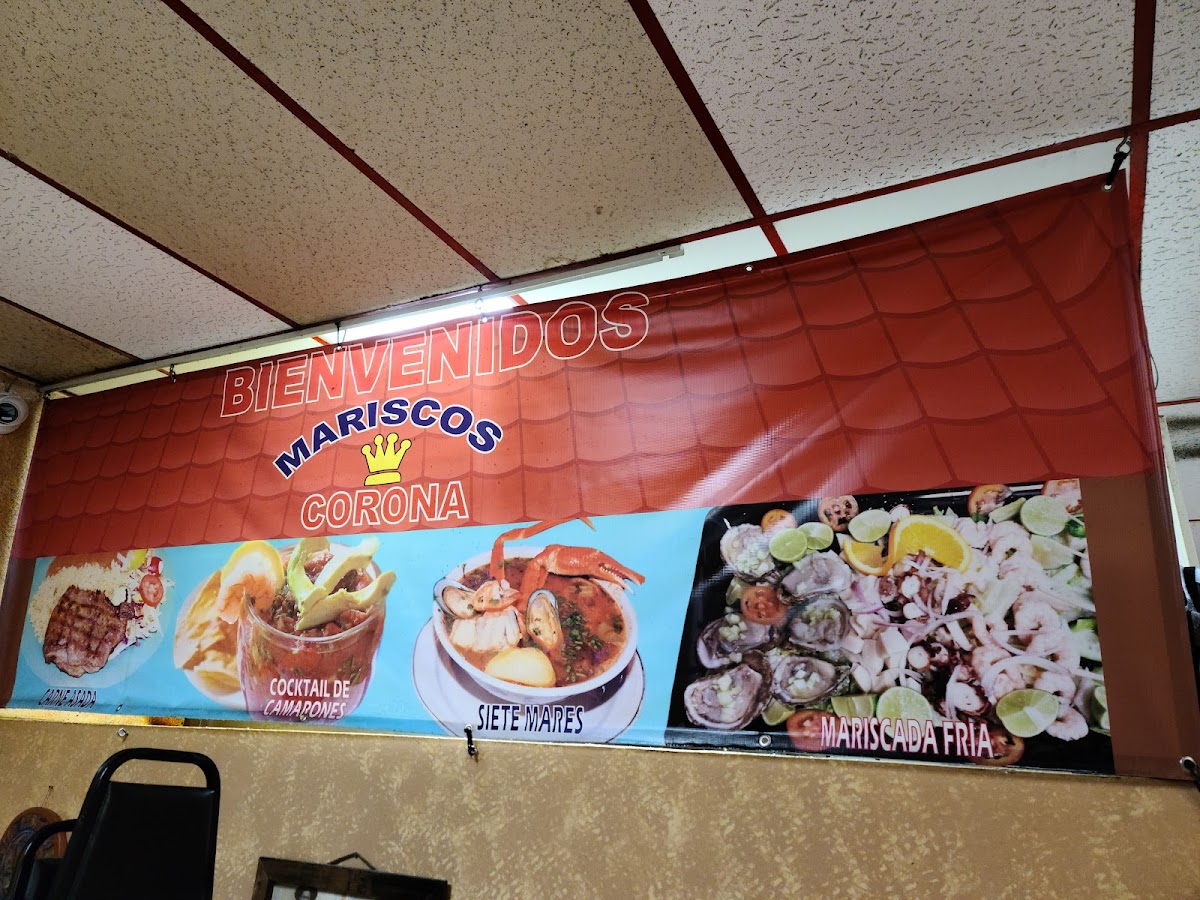 BIENVENIDOS
MARISCOS
CORONA
CARNE ASADA
COCKTAIL DE
CAMARONES
SIETE MARES
MARISCADA FRIA